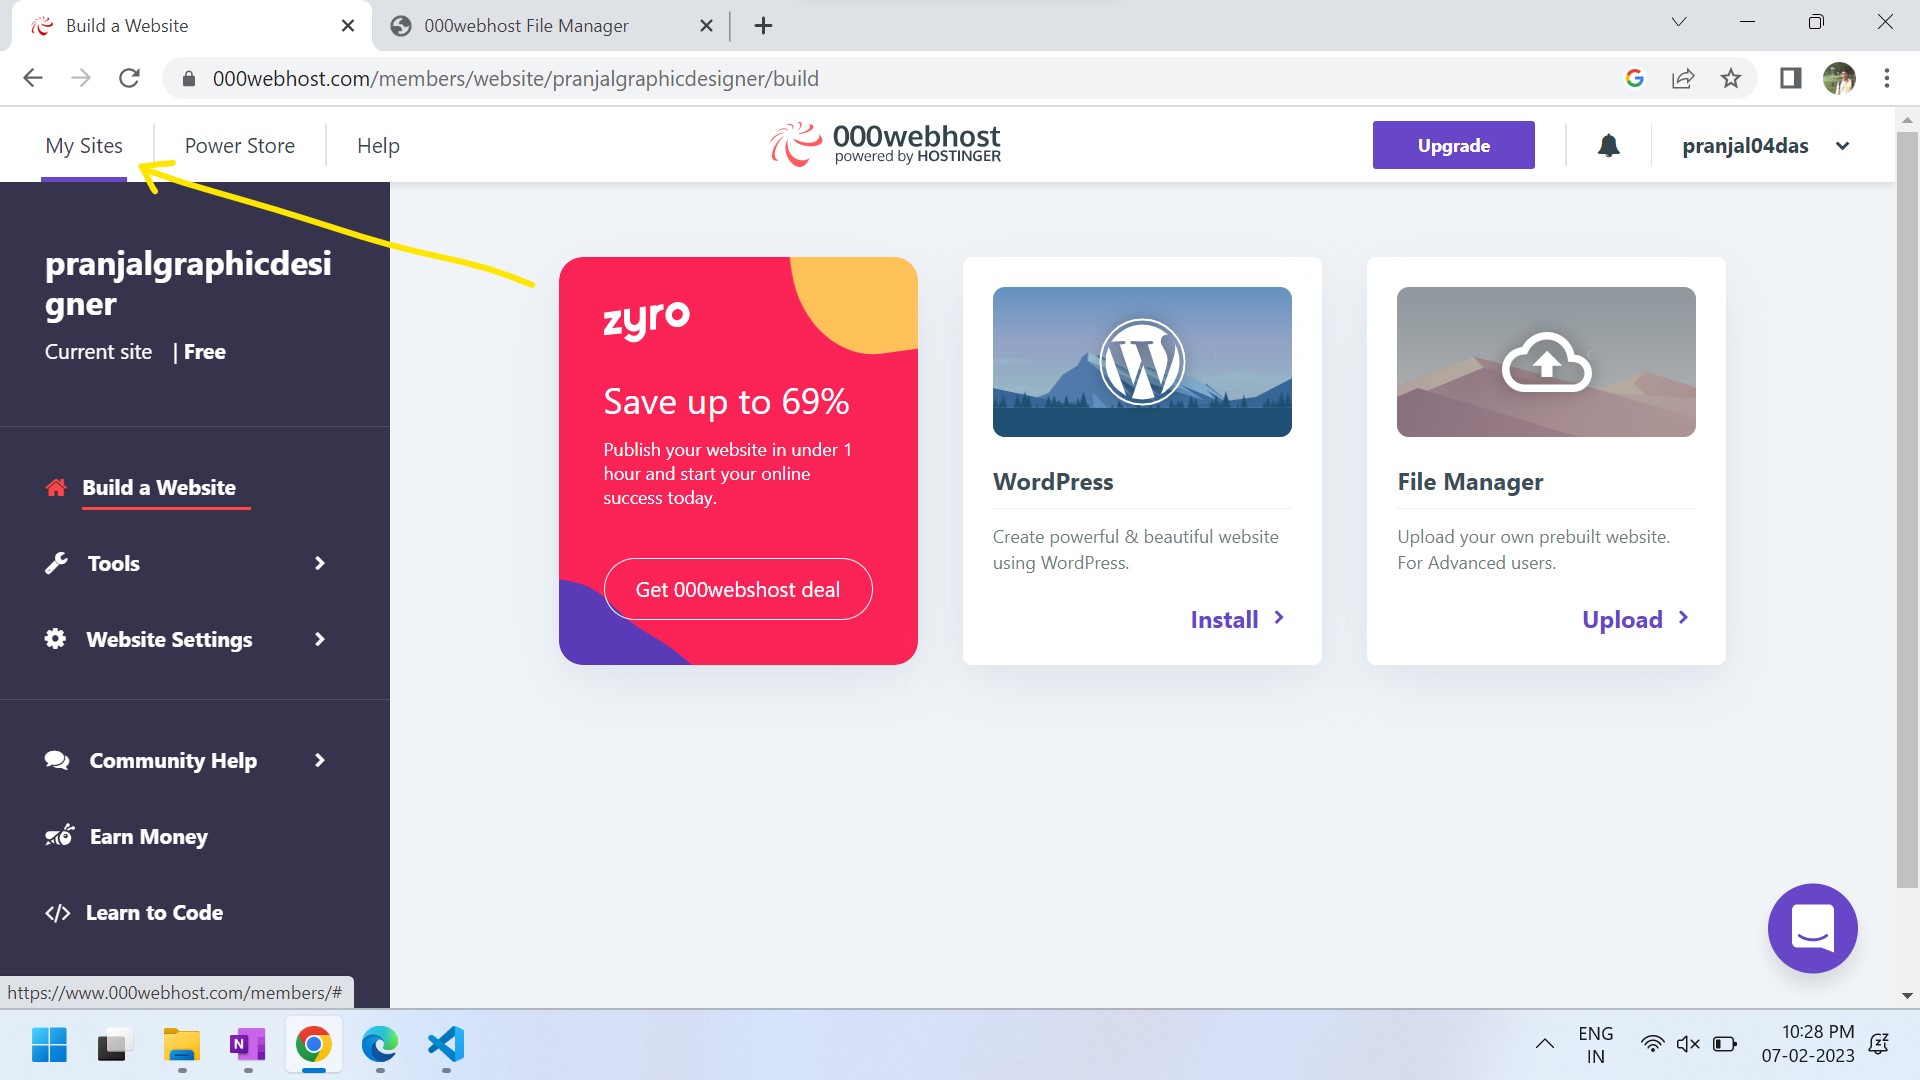 Build a Website
000webhost File Manager
000webhost.com/members/website/pranjalgraphicdesigner/build
My Sites
Power Store
Help
000webhost
powered by HOSTINGER
Upgrade
pranjal04das
pranjalgraphicdesi
gner
Current site | Free
Build a Website
Tools
Website Settings
Community Help
Earn Money
Learn to Code
zyro
Save up to 69%
Publish your website in under 1
hour and start your online
success today.
Get 000webshost deal
WordPress
Create powerful & beautiful website
using WordPress.
Install
File Manager
Upload your own prebuilt website.
For Advanced users.
Upload
https://www.000webhost.com/members/#
ENG
IN
10:28 PM
07-02-2023